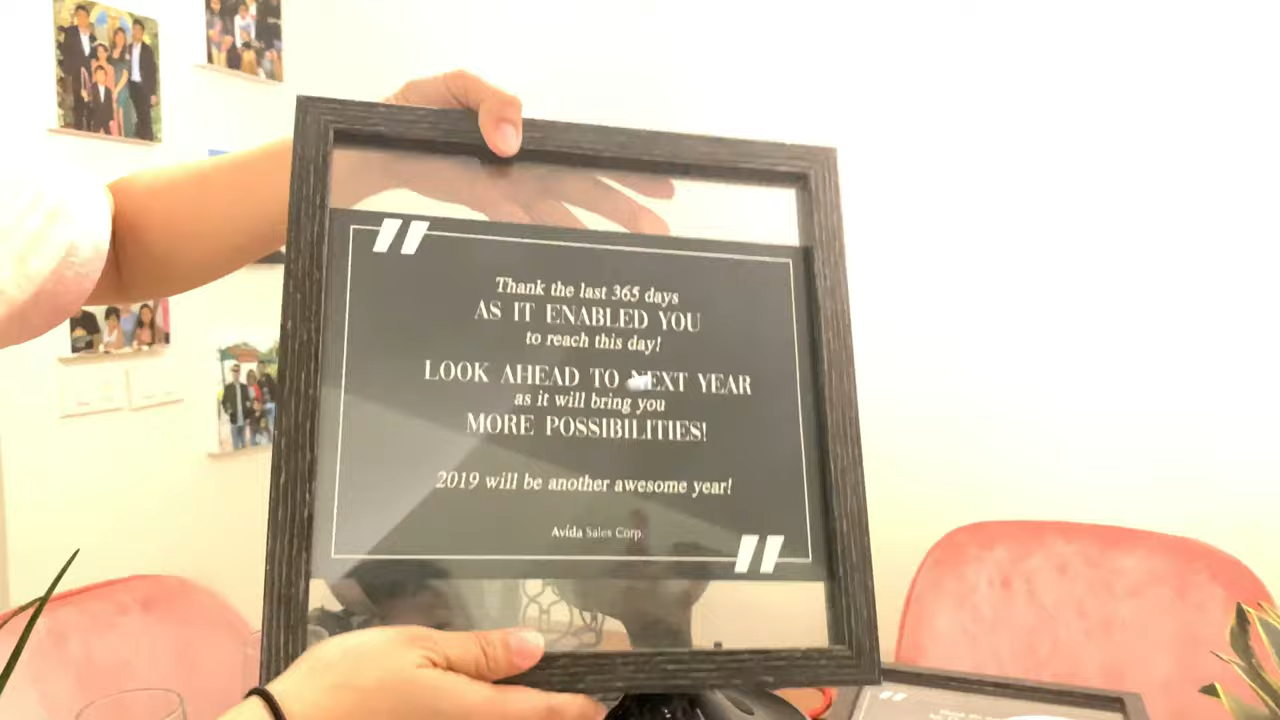 Thank the last 365 days
AS IT ENABLED YOU
to reach this day!
LOOK AHEAD TO NEXT YEAR
as it will bring you
MORE POSSIBILITIES!
2019 will be another awesome year!
Avida Sales Corp.